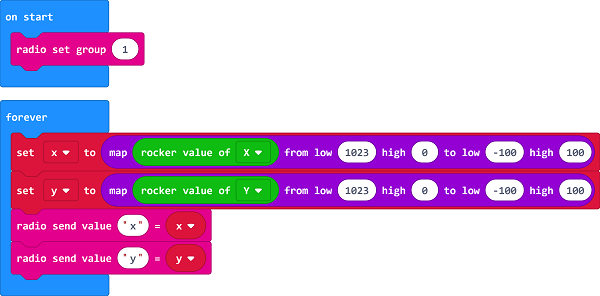 on start
radio set group 1
forever
set x to map rocker value of X from low 1023 high 0 to low -100 high 100
set y to map rocker value of Y from low 1023 high 0 to low -100 high 100
radio send value "x" = x
radio send value "y" = y